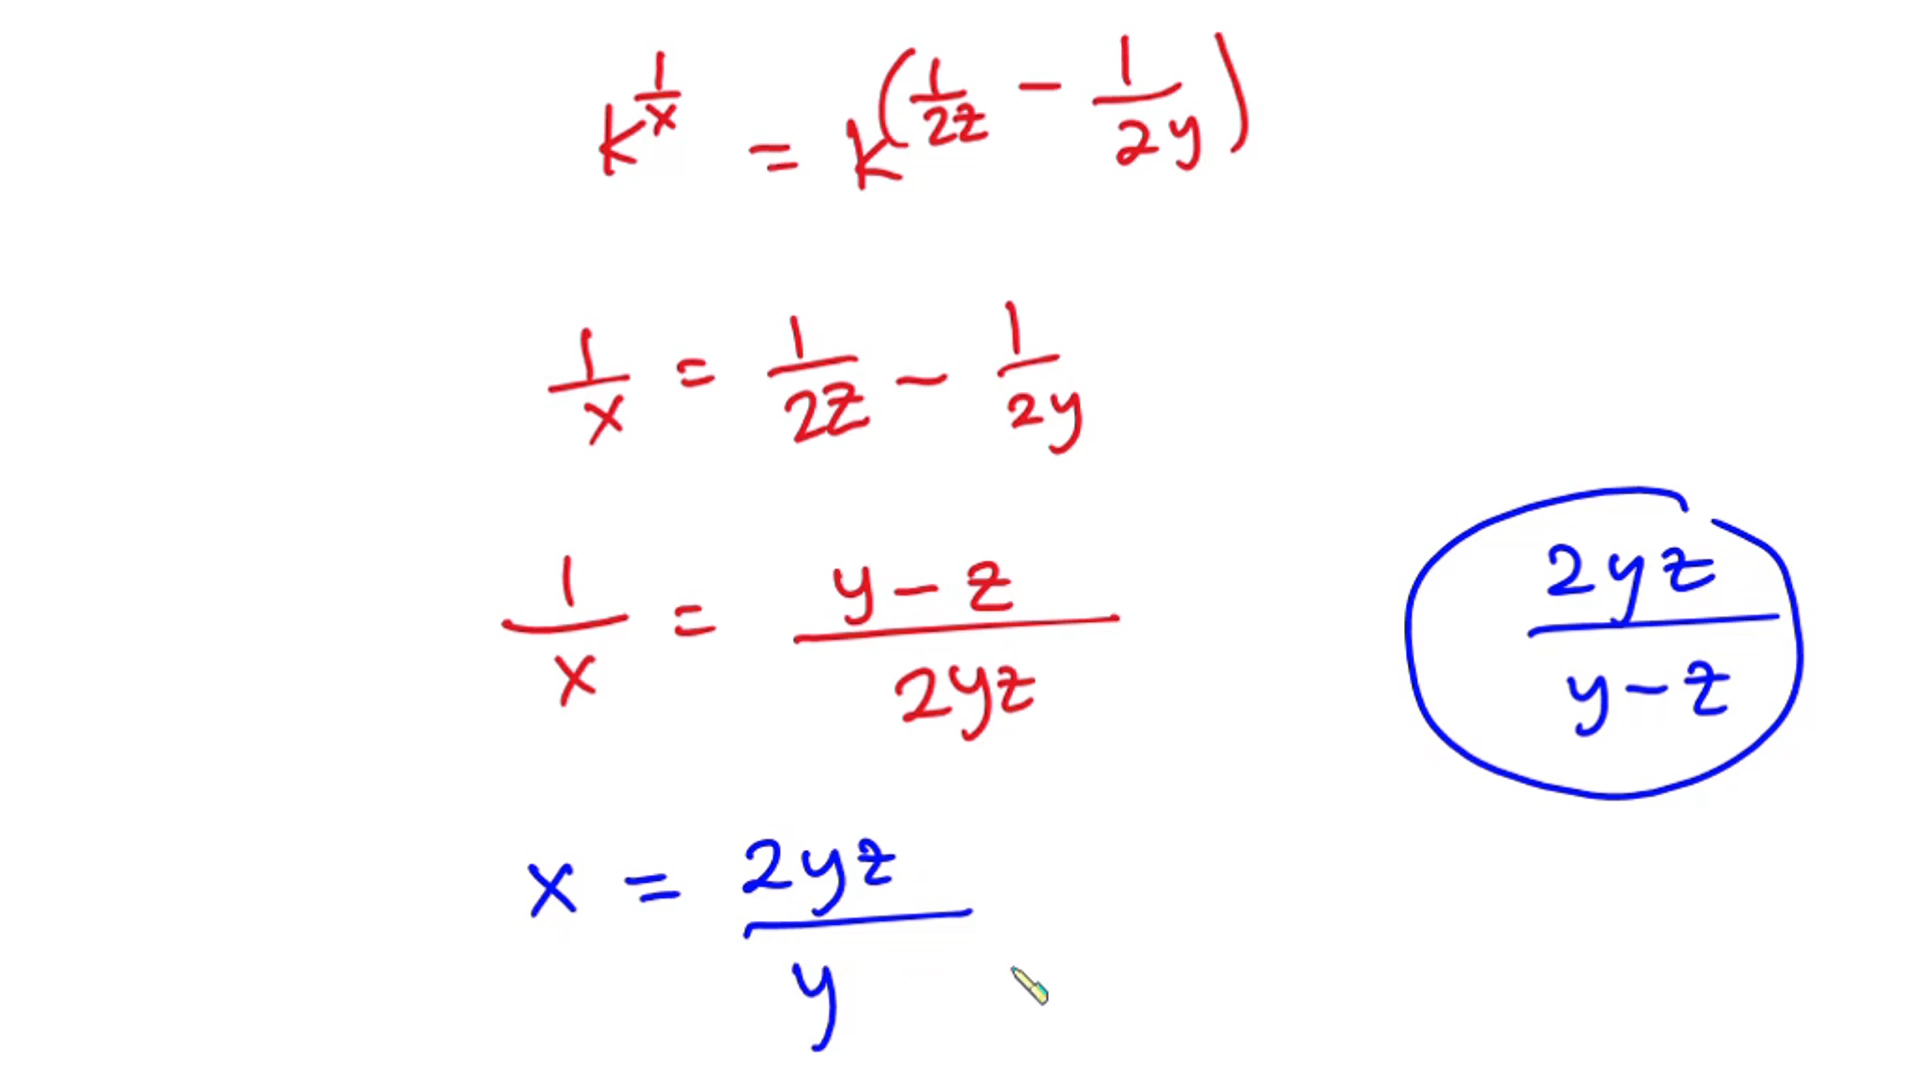 k^(1/x) = k^(1/2z - 1/2y)
1/x = 1/2z - 1/2y
1/x = (y - z)/2yz
2yz/(y - z)
x = 2yz/y